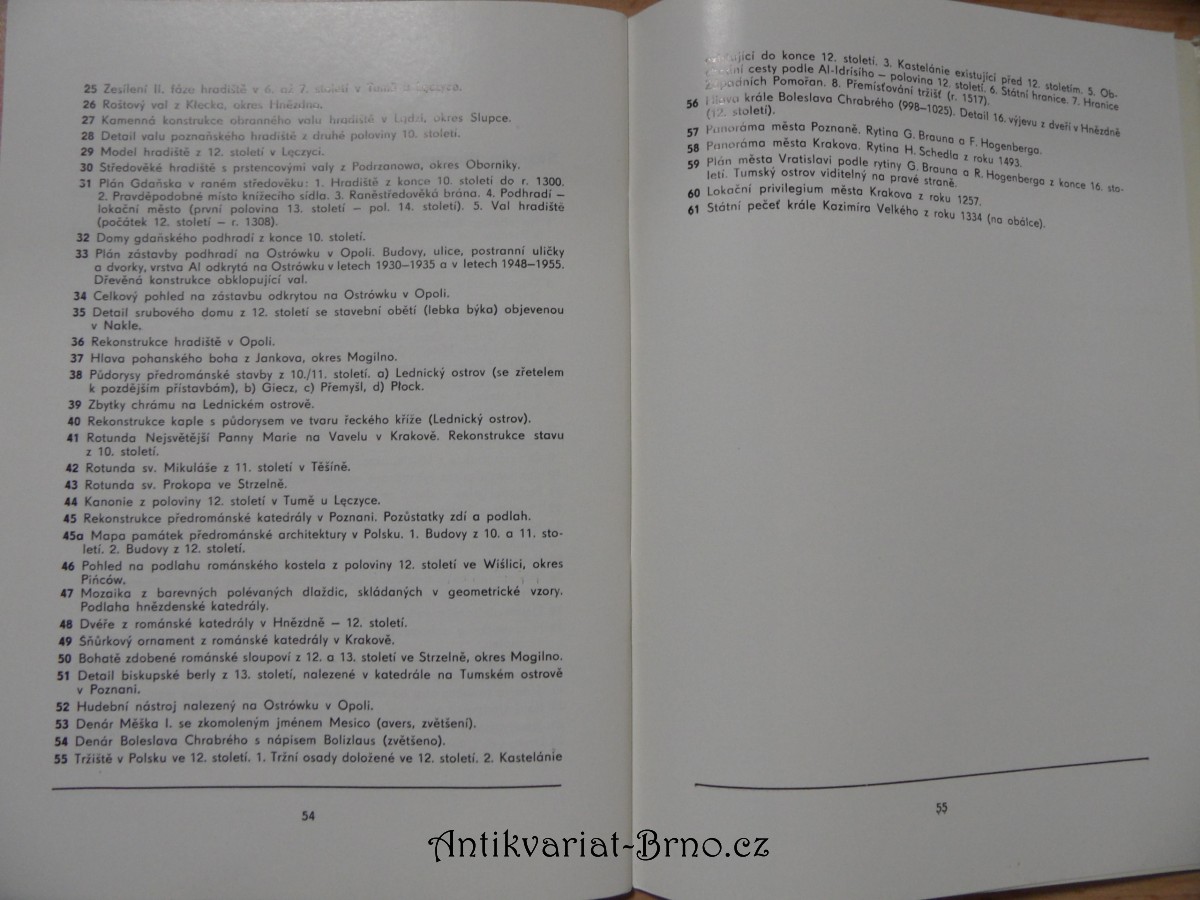 25 Zesílení II. fáze hradiště v 6. až 7. století v Tumě u Lęczyce.
26 Roštový val z Kłecka, okres Hnězdno.
27 Kamenná konstrukce obranného valu hradiště v Lądzi, okres Slupce.
28 Detail valu poznaňského hradiště z druhé poloviny 10. století.
29 Model hradiště z 12. století v Lęczyci.
30 Středověké hradiště s prstencovými valy z Podrzanowa, okres Oborniky.
31 Plán Gdaňska v raném středověku: 1. Hradiště z konce 10. století do r. 1300.
2. Pravděpodobné místo knížecího sídla. 3. Raněstředověká brána. 4. Podhradí —
lokační město (první polovina 13. století — pol. 14. století). 5. Val hradiště
(počátek 12. století — r. 1308).
32 Domy gdaňského podhradí z konce 10. století.
33 Plán zástavby podhradí na Ostrówku v Opoli. Budovy, ulice, postranní uličky
a dvorky, vrstva AI odkrytá na Ostrówku v letech 1930—1935 a v letech 1948—1955.
Dřevěná konstrukce obklopující val.
34 Celkový pohled na zástavbu odkrytou na Ostrówku v Opoli.
35 Detail srubového domu z 12. století se stavební obětí (lebka býka) objevenou
v Nakle.
36 Rekonstrukce hradiště v Opoli.
37 Hlava pohanského boha z Jankova, okres Mogilno.
38 Půdorysy předrománské stavby z 10./11. století. a) Lednický ostrov (se zřetelem
k pozdějším přístavbám), b) Giecz, c) Přemyšl, d) Płock.
39 Zbytky chrámu na Lednickém ostrově.
40 Rekonstrukce kaple s půdorysem ve tvaru řeckého kříže (Lednický ostrov).
41 Rotunda Nejsvětější Panny Marie na Vavelu v Krakově. Rekonstrukce stavu
z 10. století.
42 Rotunda sv. Mikuláše z 11. století v Těšíně.
43 Rotunda sv. Prokopa ve Strzelně.
44 Kanonie z poloviny 12. století v Tumě u Lęczyce.
45 Rekonstrukce předrománské katedrály v Poznani. Pozůstatky zdí a podlah.
45a Mapa památek předrománské architektury v Polsku. 1. Budovy z 10. a 11. sto-
letí. 2. Budovy z 12. století.
46 Pohled na podlahu románského kostela z poloviny 12. století ve Wiślici, okres
Pińców.
47 Mozaika z barevných polévaných dlaždic, skládaných v geometrické vzory.
Podlaha hnězdenské katedrály.
48 Dvéře z románské katedrály v Hnězdně — 12. století.
49 Šňůrkový ornament z románské katedrály v Krakově.
50 Bohatě zdobené románské sloupoví z 12. a 13. století ve Strzelně, okres Mogilno.
51 Detail biskupské berly z 13. století, nalezené v katedrále na Tumském ostrově
v Poznani.
52 Hudební nástroj nalezený na Ostrówku v Opoli.
53 Denár Měška I. se zkomoleným jménem Mesico (avers, zvětšení).
54 Denár Boleslava Chrabrého s nápisem Bolizlaus (zvětšeno).
55 Tržiště v Polsku ve 12. století. 1. Tržní osady doložené ve 12. století. 2. Kastelánie
54
do konce 12. století. 3. Kastelánie existující před 12. stoletím. 5. Ob-
cesty podle Al-Idrísího — polovina 12. století. 6. Státní hranice. 7. Hranice
západních Pomořan. 8. Přemísťování tržišť (r. 1517).
56 Hlava krále Boleslava Chrabrého (998—1025). Detail 16. výjevu z dveří v Hnězdně
(12. století).
57 Panoráma města Poznaně. Rytina G. Brauna a F. Hogenberga.
58 Panoráma města Krakova. Rytina H. Schedla z roku 1493.
59 Plán města Vratislavi podle rytiny G. Brauna a R. Hogenberga z konce 16. sto-
letí. Tumský ostrov viditelný na pravé straně.
60 Lokační privilegium města Krakova z roku 1257.
61 Státní pečeť krále Kazimíra Velkého z roku 1334 (na obálce).
55
Antikvariat-Brno.cz